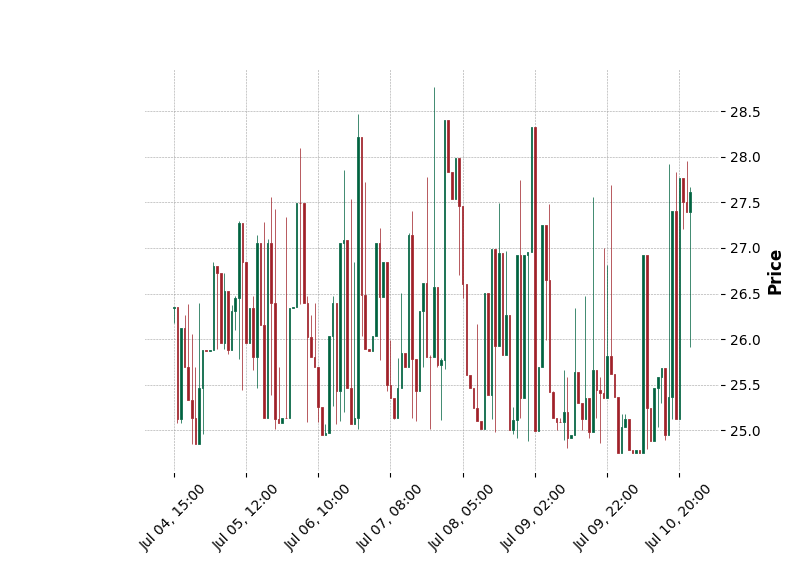 28.5
28.0
27.5
27.0
26.5
26.0
25.5
25.0
Price
Jul 04, 15:00
Jul 05, 12:00
Jul 06, 10:00
Jul 07, 08:00
Jul 08, 05:00
Jul 09, 02:00
Jul 09, 22:00
Jul 10, 20:00